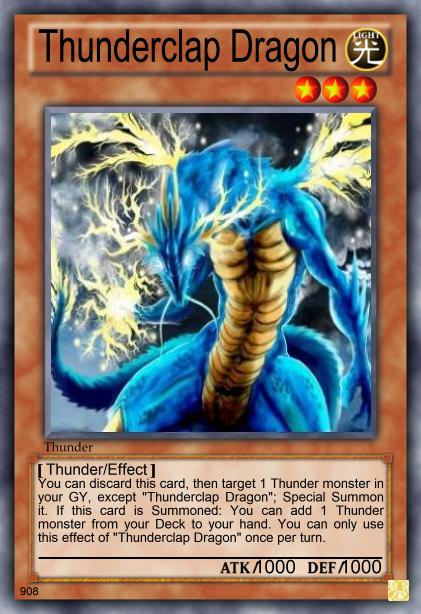 Thunderclap Dragon
LIGHT
光
Thunder
[ Thunder/Effect ]
You can discard this card, then target 1 Thunder monster in
your GY, except "Thunderclap Dragon"; Special Summon
it. If this card is Summoned: You can add 1 Thunder
monster from your Deck to your hand. You can only use
this effect of "Thunderclap Dragon" once per turn.
ATK/1000 DEF/1000
908